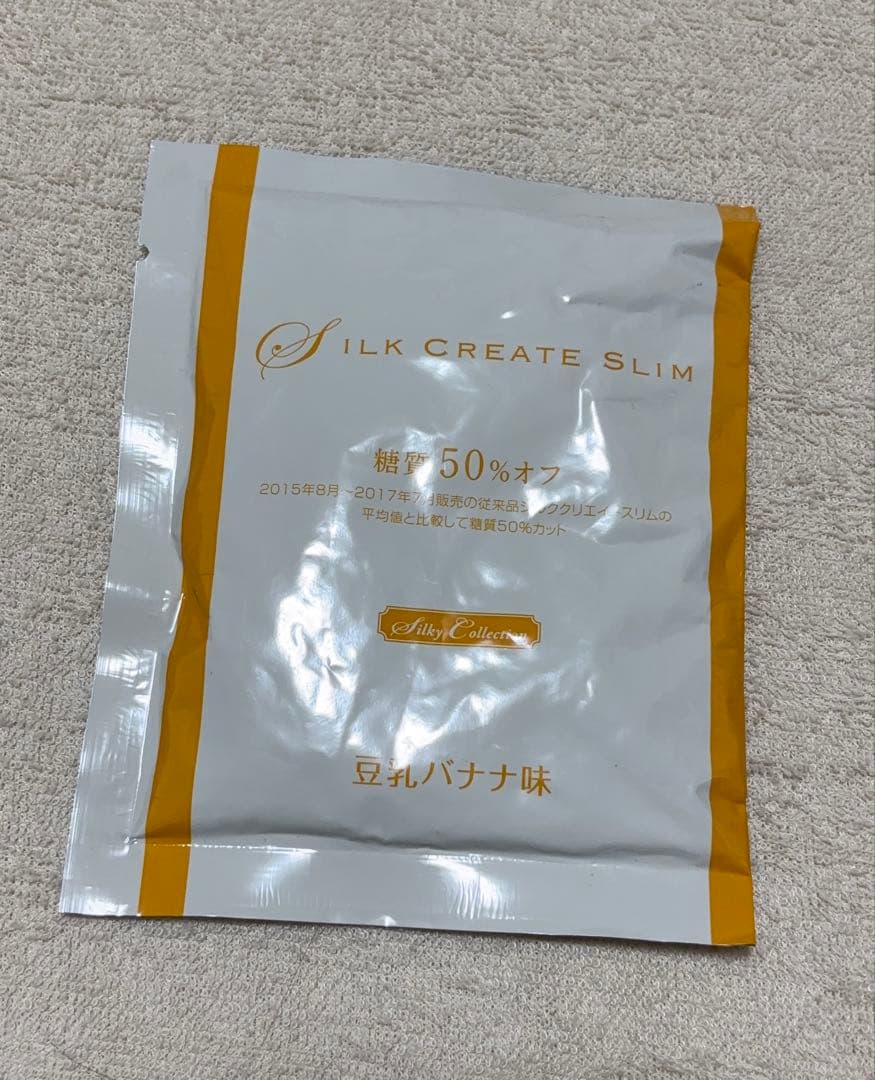 SILK CREATE SLIM
糖質50%オフ
2015年8月〜2017年7月販売の従来品シルククリエイトスリムの
平均値と比較して糖質50%カット
Silky Collection
豆乳バナナ味